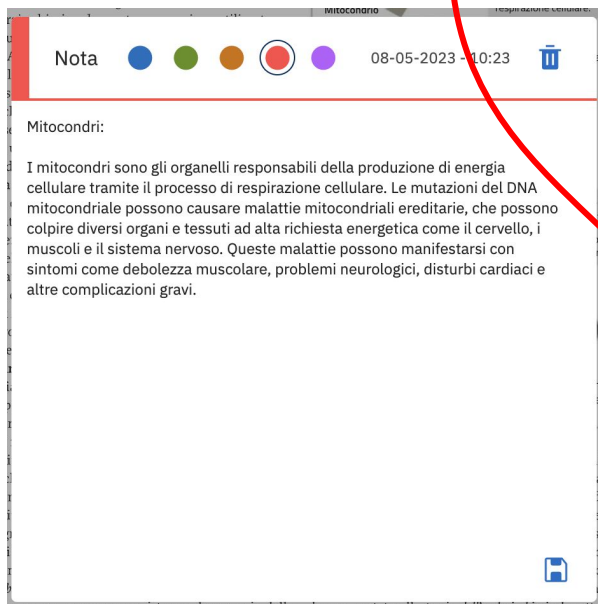 Mitocondrio
respirazione cellulare.
Nota
08-05-2023 - 10:23
Mitocondri:
I mitocondri sono gli organelli responsabili della produzione di energia
cellulare tramite il processo di respirazione cellulare. Le mutazioni del DNA
mitocondriale possono causare malattie mitocondriali ereditarie, che possono
colpire diversi organi e tessuti ad alta richiesta energetica come il cervello, i
muscoli e il sistema nervoso. Queste malattie possono manifestarsi con
sintomi come debolezza muscolare, problemi neurologici, disturbi cardiaci e
altre complicazioni gravi.